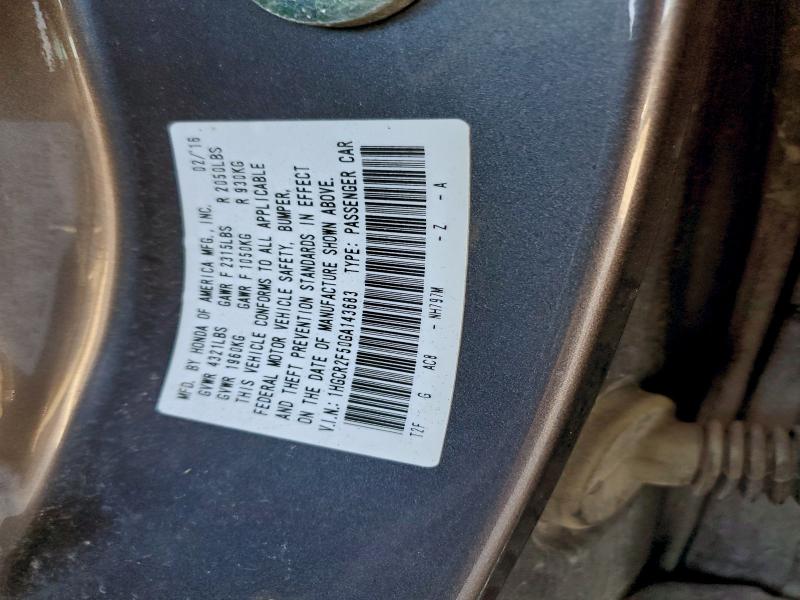 MFD. BY HONDA OF AMERICA MFG., INC. 02/'16
GVWR 4321LBS GAWR F 2315LBS R 2050LBS
GVWR 1960KG GAWR F 1050KG R 930KG
THIS VEHICLE CONFORMS TO ALL APPLICABLE
FEDERAL MOTOR VEHICLE SAFETY, BUMPER,
AND THEFT PREVENTION STANDARDS IN EFFECT
ON THE DATE OF MANUFACTURE SHOWN ABOVE.
V.I.N.: 1HGCR2F50GA143683 TYPE: PASSENGER CAR
T2F G AC8 - NH797M - Z - A